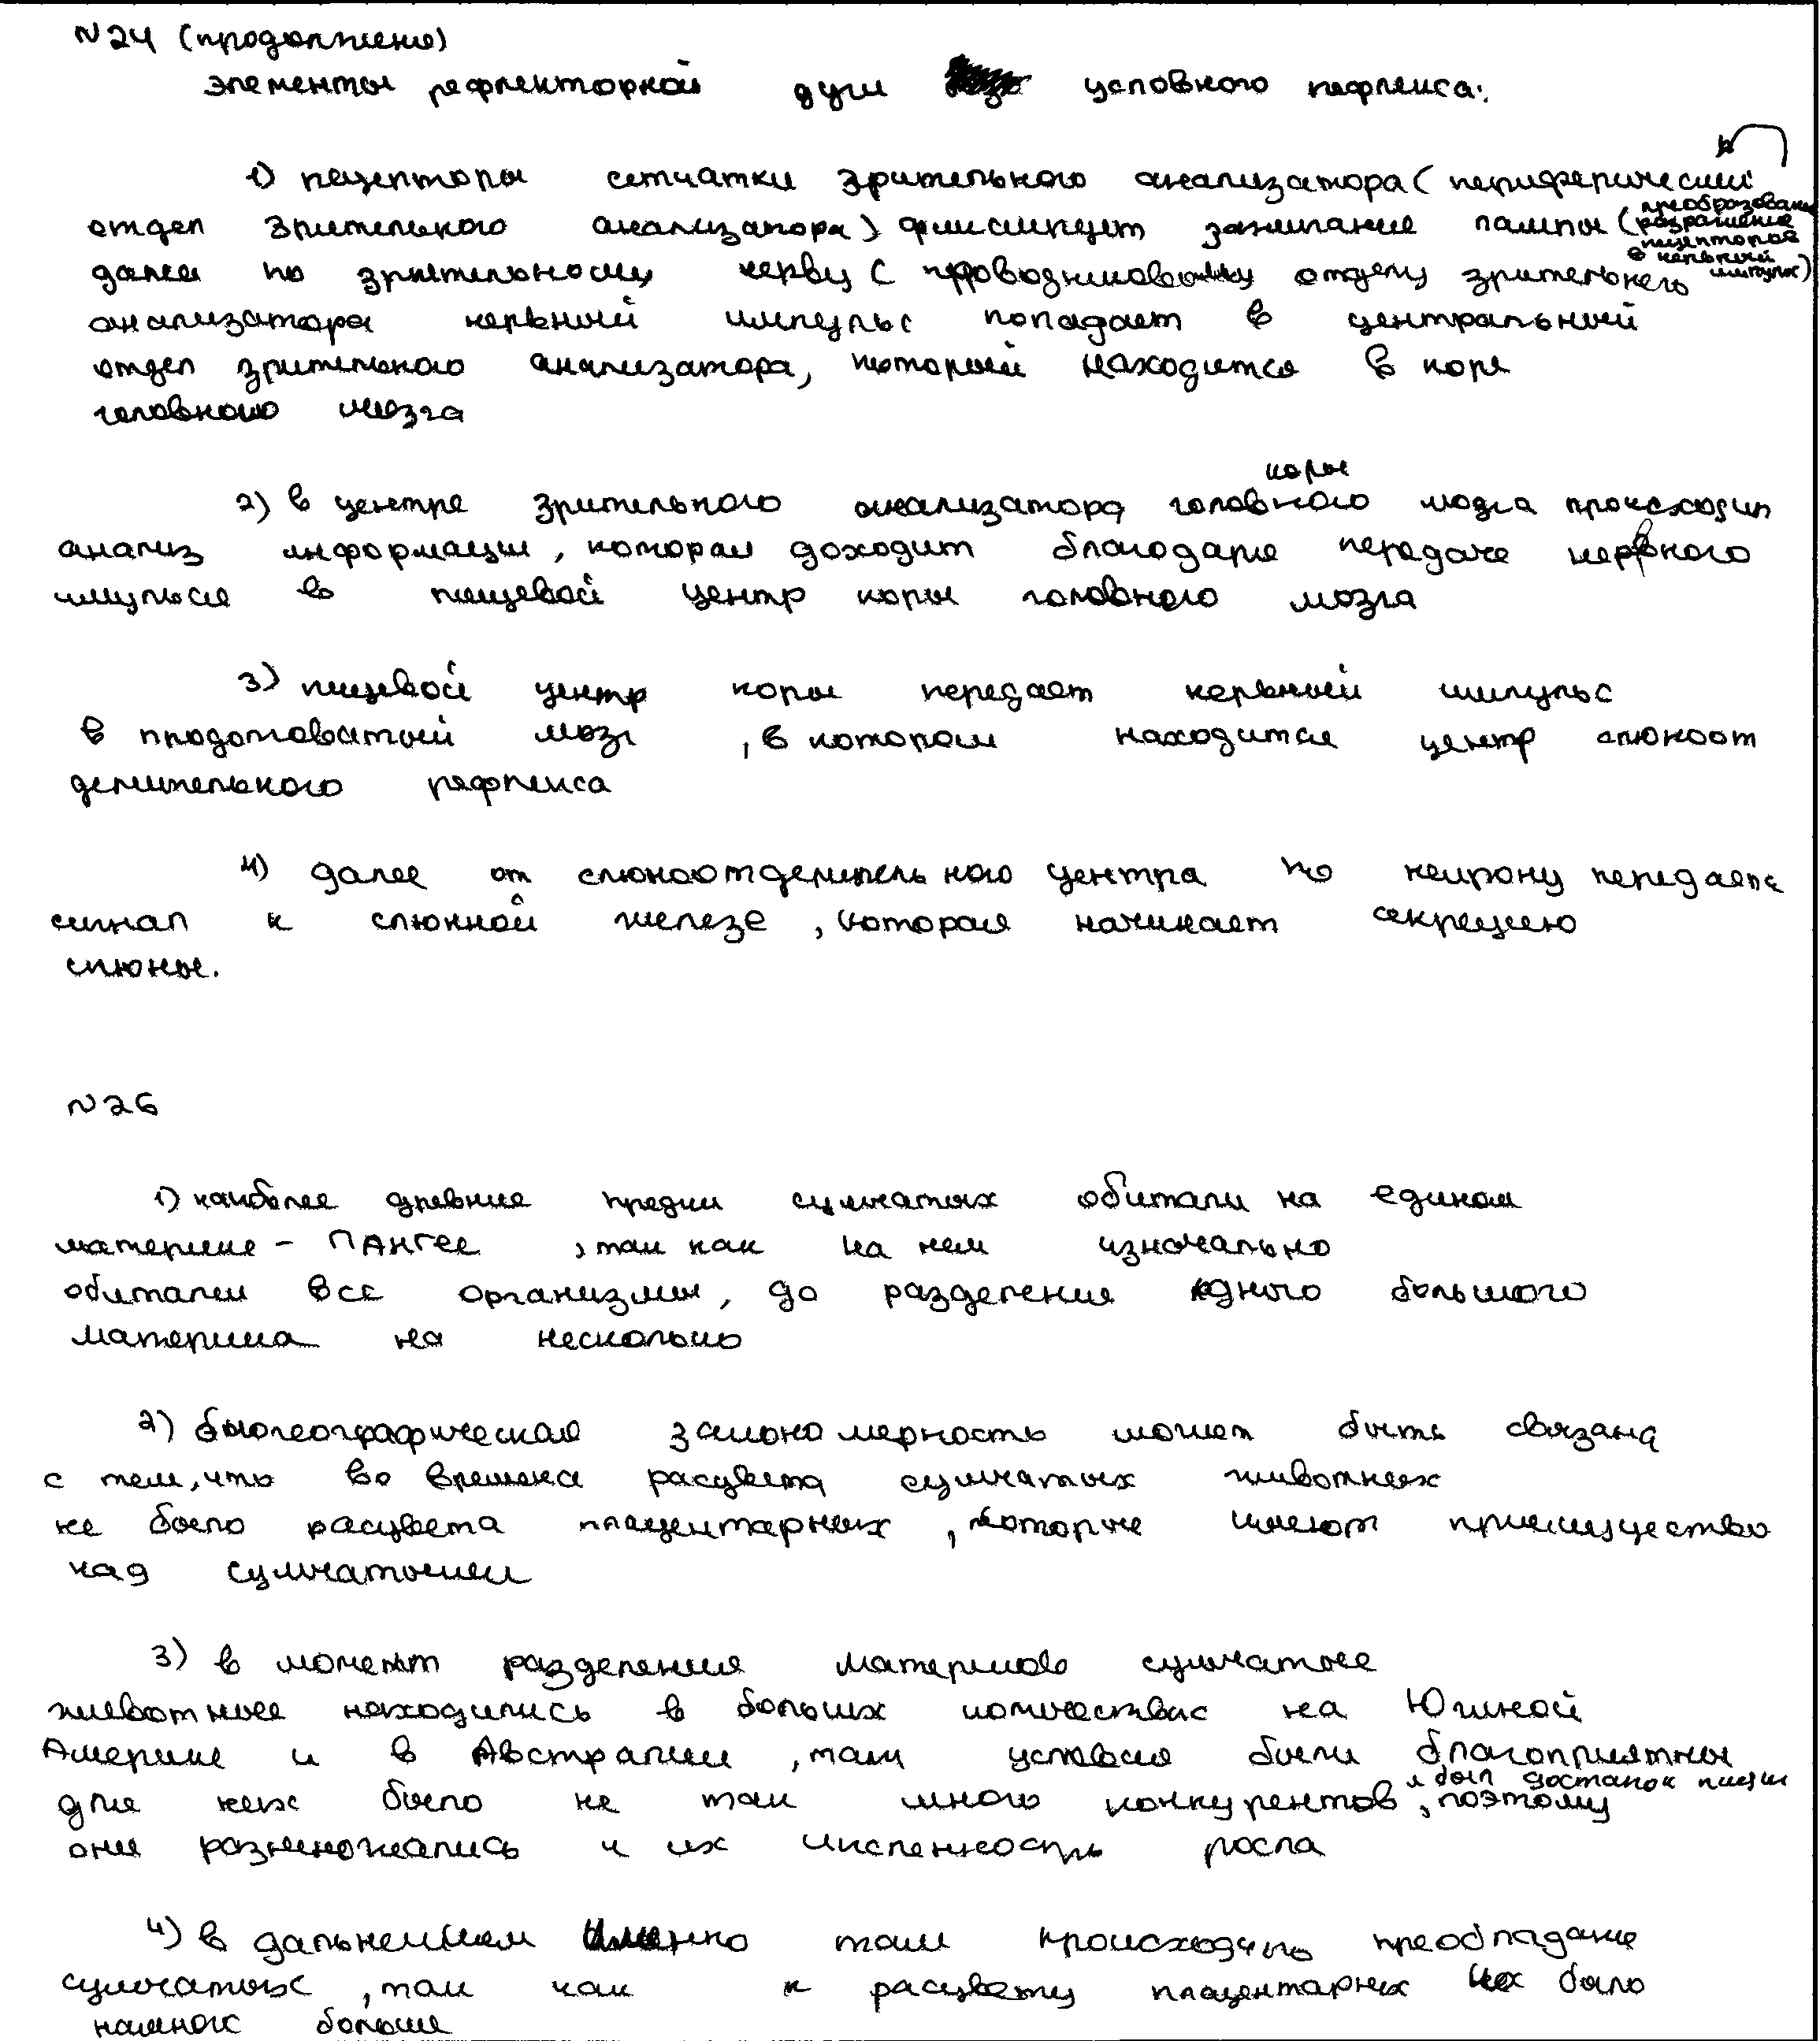 N24 (продолжение)
элементы рефлекторной дуги условного рефлекса:
1) рецепторы сетчатки зрительного анализатора (периферический
отдел зрительного анализатора) фиксирует зажигание лампы (преобразование
раздражение
рецепторов
в нервный
импульс)
далее по зрительному нерву (проводниковому отделу зрительного
анализатора нервный импульс попадает в центральный
отдел зрительного анализатора, который находится в коре
головного мозга
2) в центре зрительного анализатора коры головного мозга происходит
анализ информации, которая доходит благодаря передаче нервного
импульса в пищевой центр коры головного мозга
3) пищевой центр коры передает нервный импульс
в продолговатый мозг, в котором находится центр слюноот
делительного рефлекса
4) далее от слюноотделительного центра по нейрону передаётся
сигнал к слюнной железе, которая начинает секрецию
слюны.
N26
1) наиболее древние предки сумчатых обитали на едином
материке - ПАнгее, так как на нем изначально
обитали все организмы, до разделения одного большого
материка на несколько
2) биогеографическая закономерность может быть связана
с тем, что во времена расцвета сумчатых животных
не было расцвета плацентарных, которые имеют преимущество
над сумчатыми
3) в момент разделения материков сумчатые
животные находились в больших количествах на Южной
Америке и в Австралии, там условия были благоприятны
для них было не так много конкурентов и был достаток пищи, поэтому
они размножались и их численность росла
4) в дальнейшем именно там происходило преобладание
сумчатых, так как к расцвету плацентарных их было
намного больше